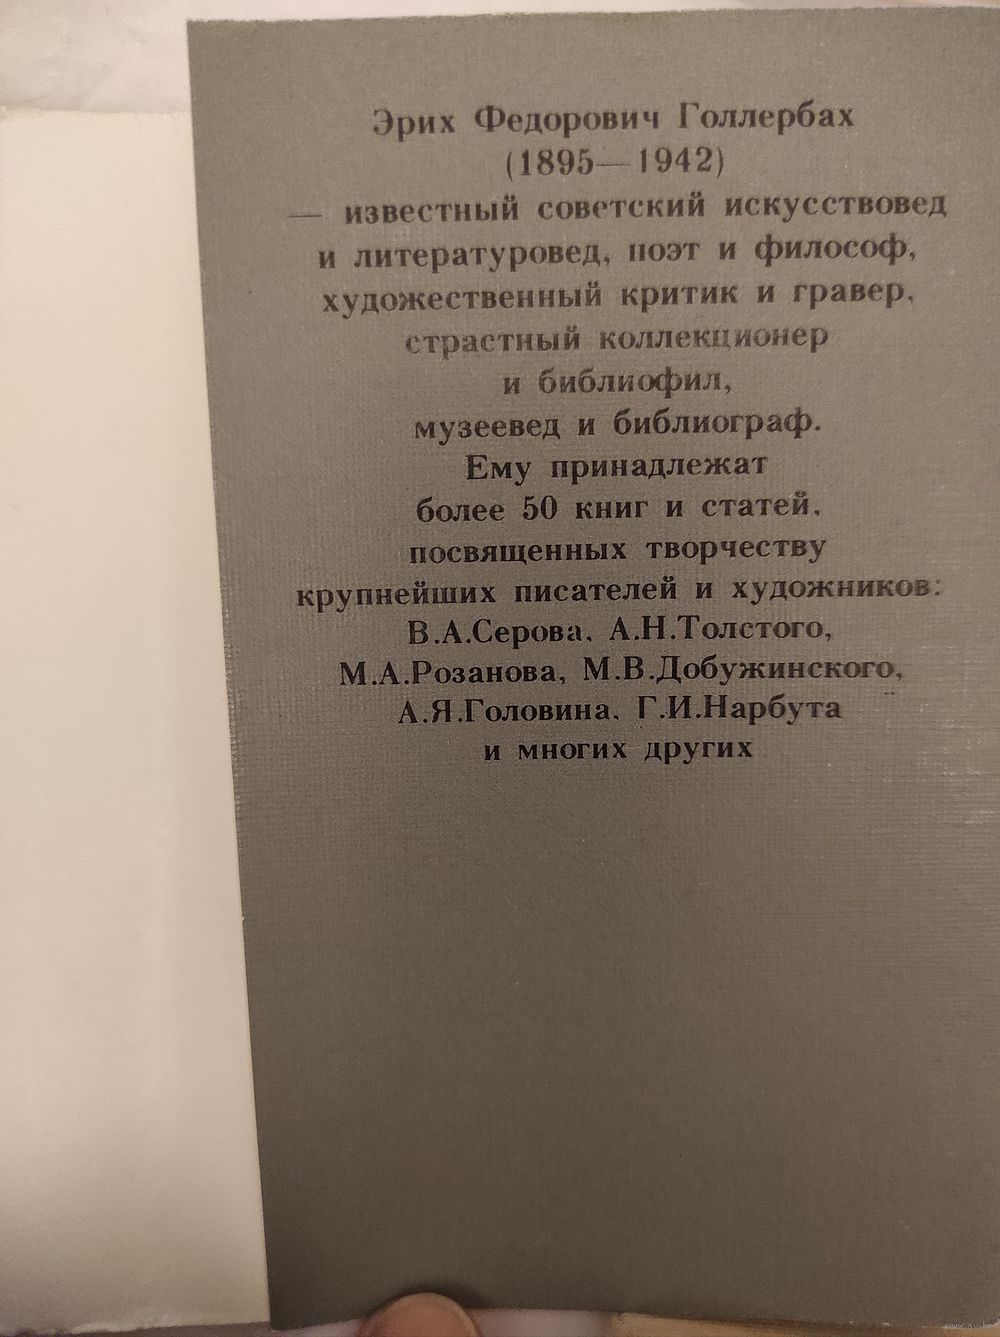 Эрих Федорович Голлербах
(1895—1942)
— известный советский искусствовед
и литературовед, поэт и философ,
художественный критик и гравер,
страстный коллекционер
и библиофил,
музеевед и библиограф.
Ему принадлежат
более 50 книг и статей,
посвященных творчеству
крупнейших писателей и художников:
В.А.Серова, А.Н.Толстого,
М.А.Розанова, М.В.Добужинского,
А.Я.Головина, Г.И.Нарбута
и многих других